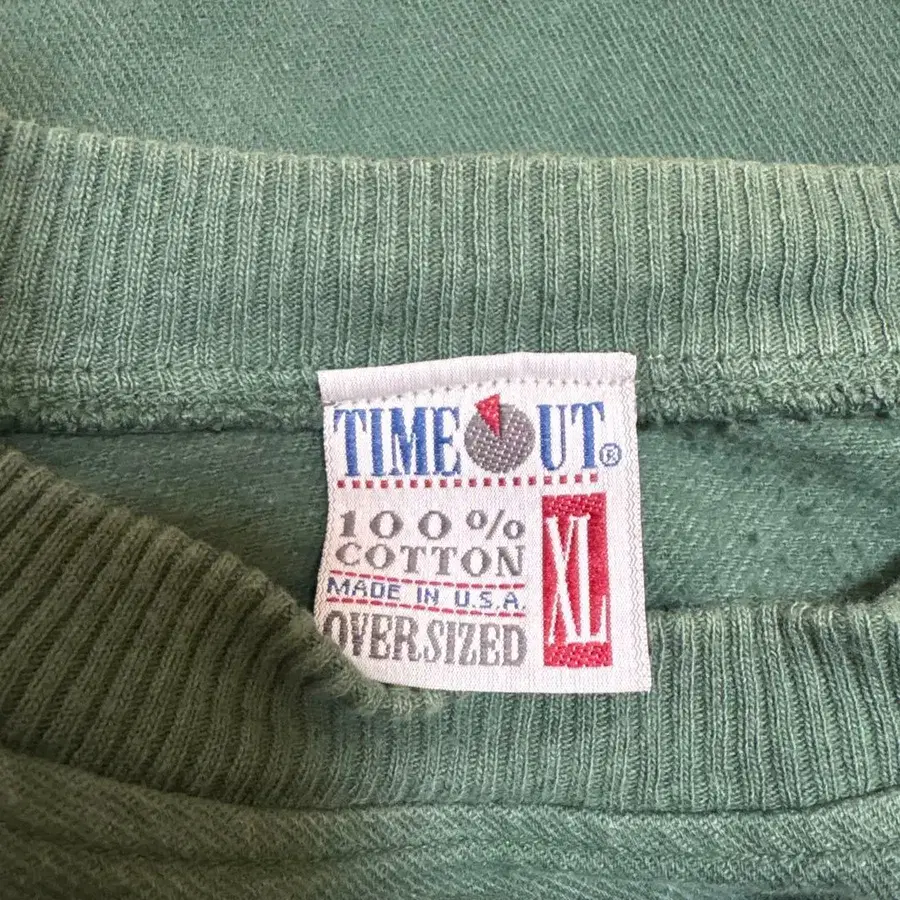 TIME OUT®
100%
COTTON
MADE IN U.S.A.
OVERSIZED
XL